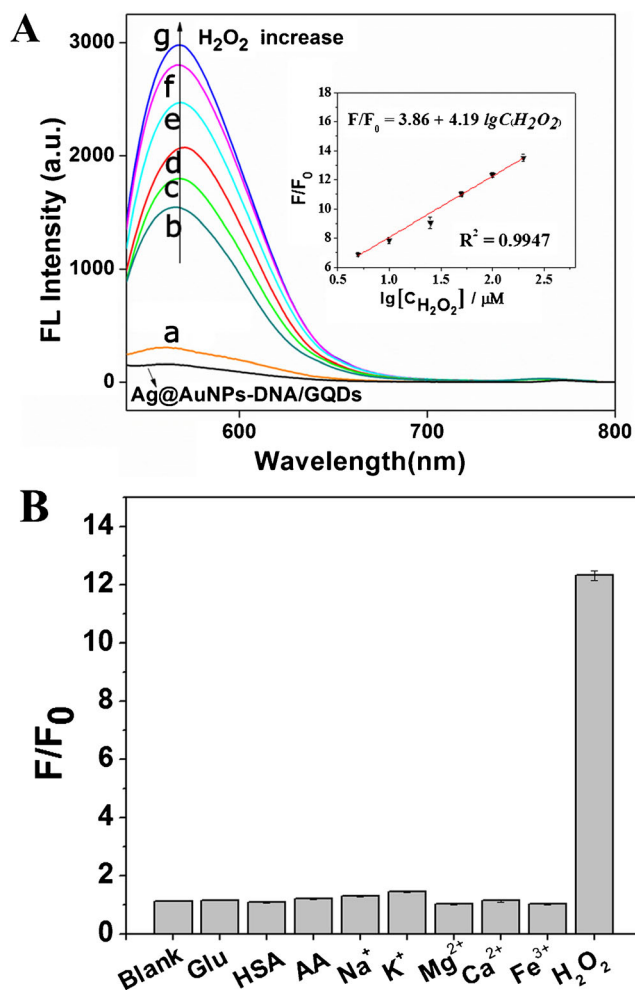 A
3000
2000
1000
0
FL Intensity (a.u.)
g
f
e
d
c
b
a
H₂O₂ increase
Ag@AuNPs-DNA/GQDs
600
700
800
Wavelength(nm)
18
16
14
12
10
8
6
F/F₀
F/F₀ = 3.86 + 4.19 lgC(H₂O₂)
R² = 0.9947
0.5
1.0
1.5
2.0
2.5
lg[C_H₂O₂] / μM
B
14
12
10
8
6
4
2
0
F/F₀
Blank
Glu
HSA
AA
Na⁺
K⁺
Mg²⁺
Ca²⁺
Fe³⁺
H₂O₂